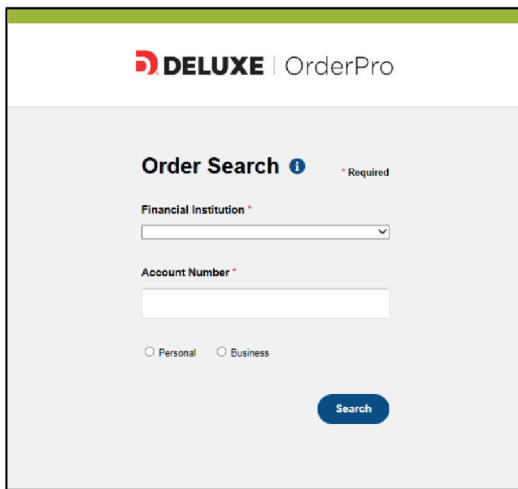 DELUXE | OrderPro
Order Search i * Required
Financial Institution *
Account Number *
Personal Business
Search